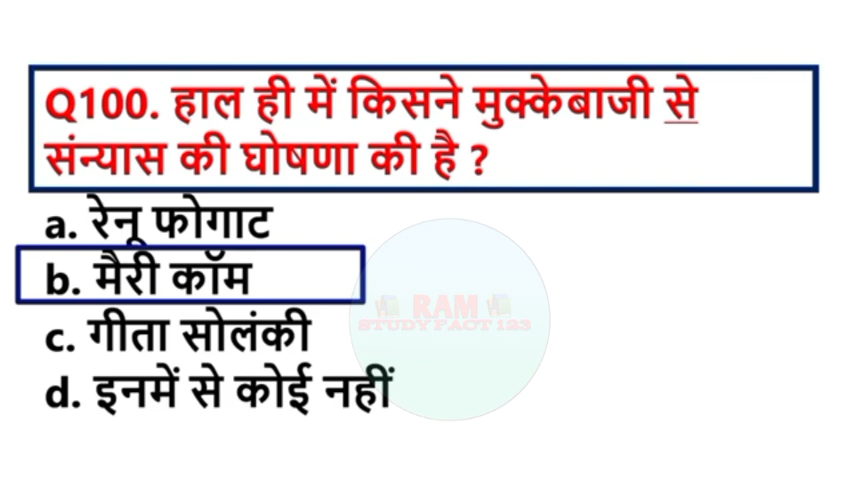 Q100. हाल ही में किसने मुक्केबाजी से
संन्यास की घोषणा की है ?
a. रेनू फोगाट
b. मैरी कॉम
c. गीता सोलंकी
d. इनमें से कोई नहीं
RAM
STUDY FACT 123